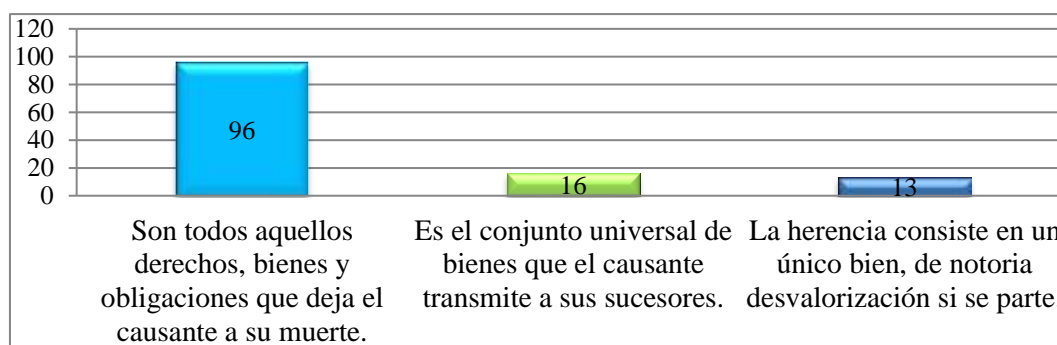 120
100
80
60
40
20
0
96
16
13
Son todos aquellos
derechos, bienes y
obligaciones que deja el
causante a su muerte.
Es el conjunto universal de
bienes que el causante
transmite a sus sucesores.
La herencia consiste en un
único bien, de notoria
desvalorización si se parte.